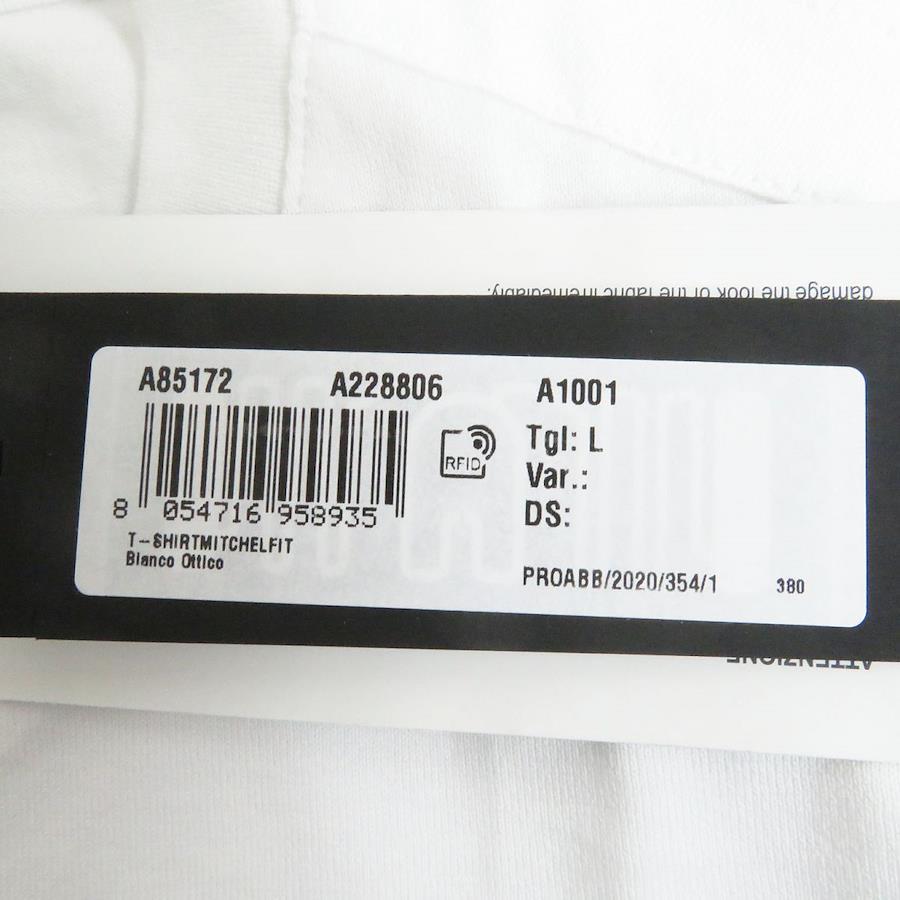 damage the look of the fabric irremediably.
A85172 A228806 A1001
Tgl: L
RFID
Var.:
DS:
8 054716 958935
T-SHIRTMITCHELFIT
Bianco Ottico
PROABB/2020/354/1 380
ATTENZIONE